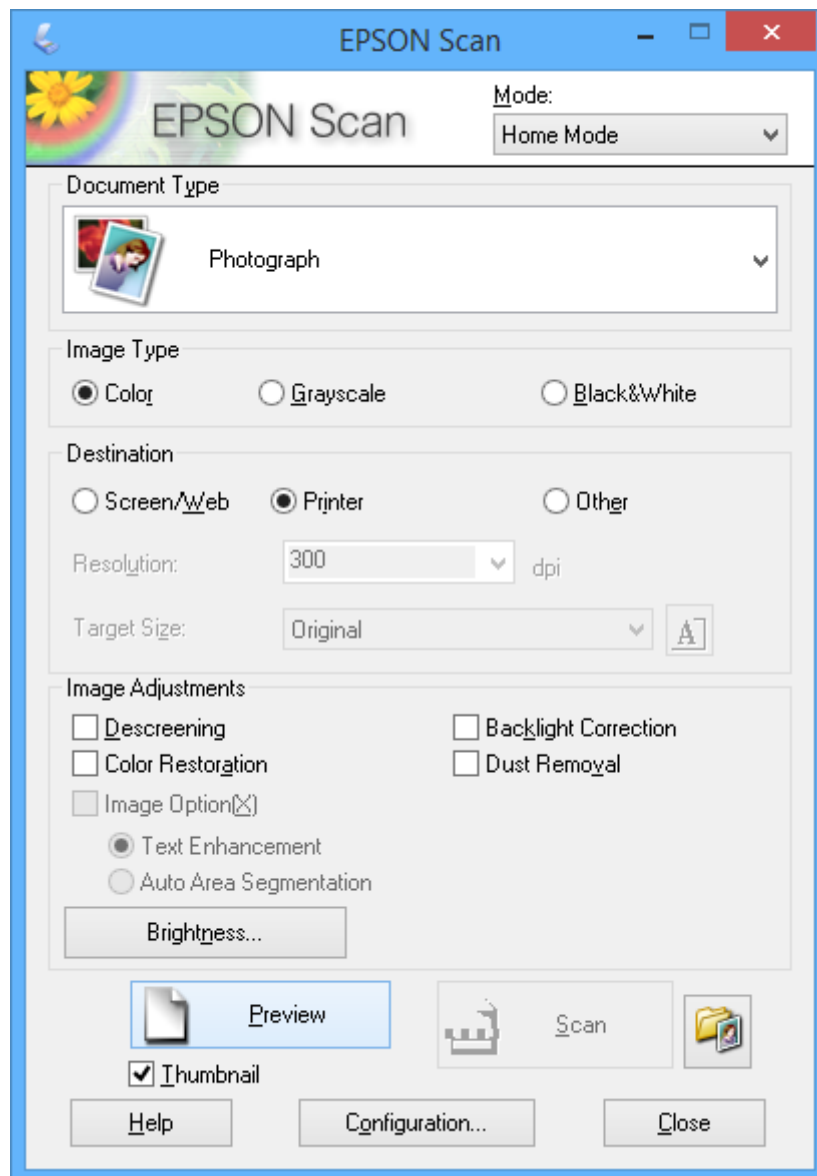 EPSON Scan
EPSON Scan
Mode:
Home Mode
Document Type
Photograph
Image Type
Color Grayscale Black&White
Destination
Screen/Web Printer Other
Resolution: 300 dpi
Target Size: Original A
Image Adjustments
Descreening Backlight Correction
Color Restoration Dust Removal
Image Option(X)
Text Enhancement
Auto Area Segmentation
Brightness...
Preview Scan
Thumbnail
Help Configuration... Close